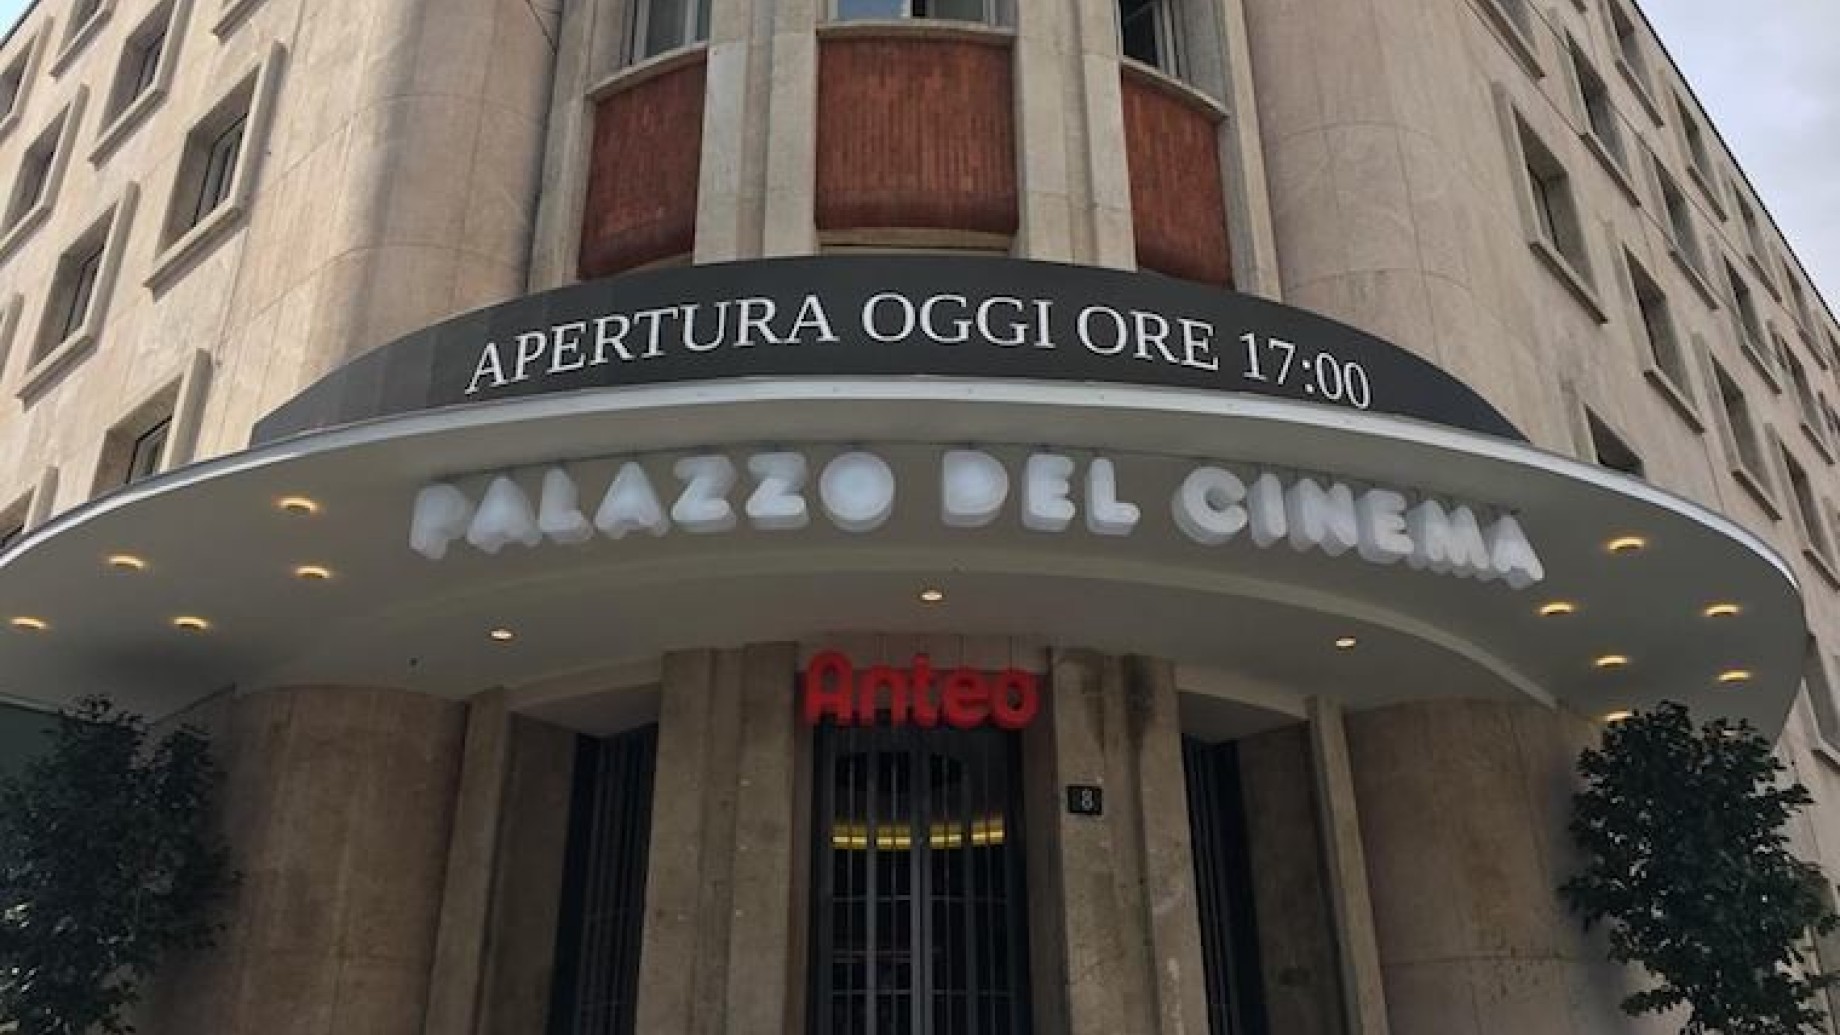 APERTURA OGGI ORE 17:00
PALAZZO DEL CINEMA
Anteo
8